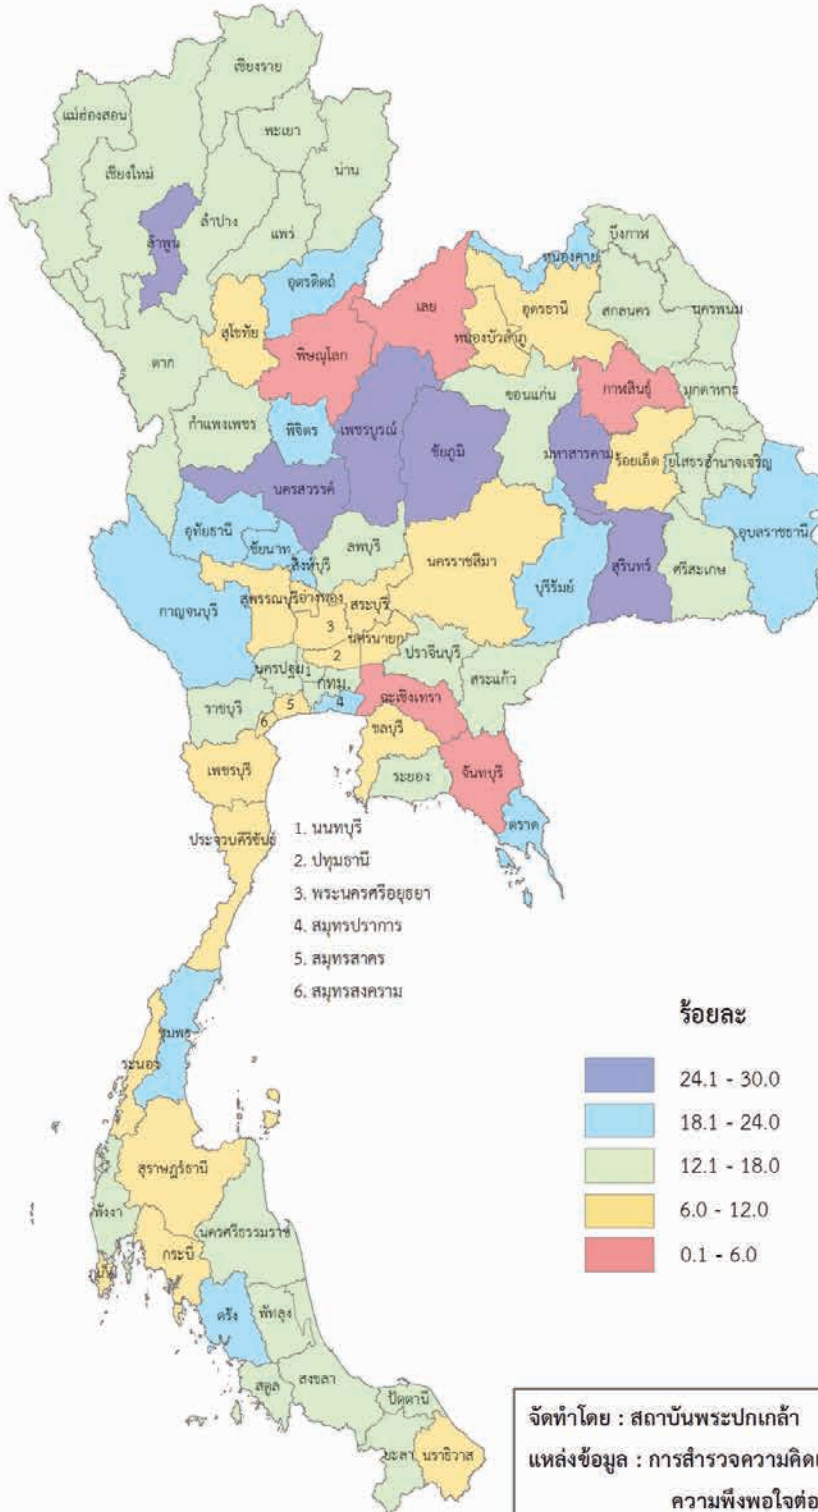 เชียงราย
แม่ฮ่องสอน
พะเยา
เชียงใหม่
น่าน
ลำปาง
แพร่
ลำพูน
บึงกาฬ
หนองคาย
อุตรดิตถ์
เลย
อุดรธานี
สกลนคร
นครพนม
สุโขทัย
หนองบัวลำภู
พิษณุโลก
ตาก
กาฬสินธุ์
มุกดาหาร
ขอนแก่น
กำแพงเพชร
พิจิตร
เพชรบูรณ์
ชัยภูมิ
มหาสารคาม
ร้อยเอ็ด
ยโสธร
อำนาจเจริญ
นครสวรรค์
อุบลราชธานี
อุทัยธานี
ชัยนาท
ลพบุรี
สิงห์บุรี
นครราชสีมา
บุรีรัมย์
สุรินทร์
ศรีสะเกษ
กาญจนบุรี
สุพรรณบุรี
อ่างทอง
สระบุรี
3
นครนายก
2
ปราจีนบุรี
นครปฐม
1
กทม.
สระแก้ว
ราชบุรี
5
4
ฉะเชิงเทรา
6
ชลบุรี
เพชรบุรี
ระยอง
จันทบุรี
ตราด
ประจวบคีรีขันธ์
1. นนทบุรี
2. ปทุมธานี
3. พระนครศรีอยุธยา
4. สมุทรปราการ
5. สมุทรสาคร
6. สมุทรสงคราม
ชุมพร
ระนอง
สุราษฎร์ธานี
พังงา
นครศรีธรรมราช
กระบี่
ภูเก็ต
ตรัง
พัทลุง
สตูล
สงขลา
ปัตตานี
ยะลา
นราธิวาส
ร้อยละ
24.1 - 30.0
18.1 - 24.0
12.1 - 18.0
6.0 - 12.0
0.1 - 6.0
จัดทำโดย : สถาบันพระปกเกล้า
แหล่งข้อมูล : การสำรวจความคิด
ความพึงพอใจต่อ